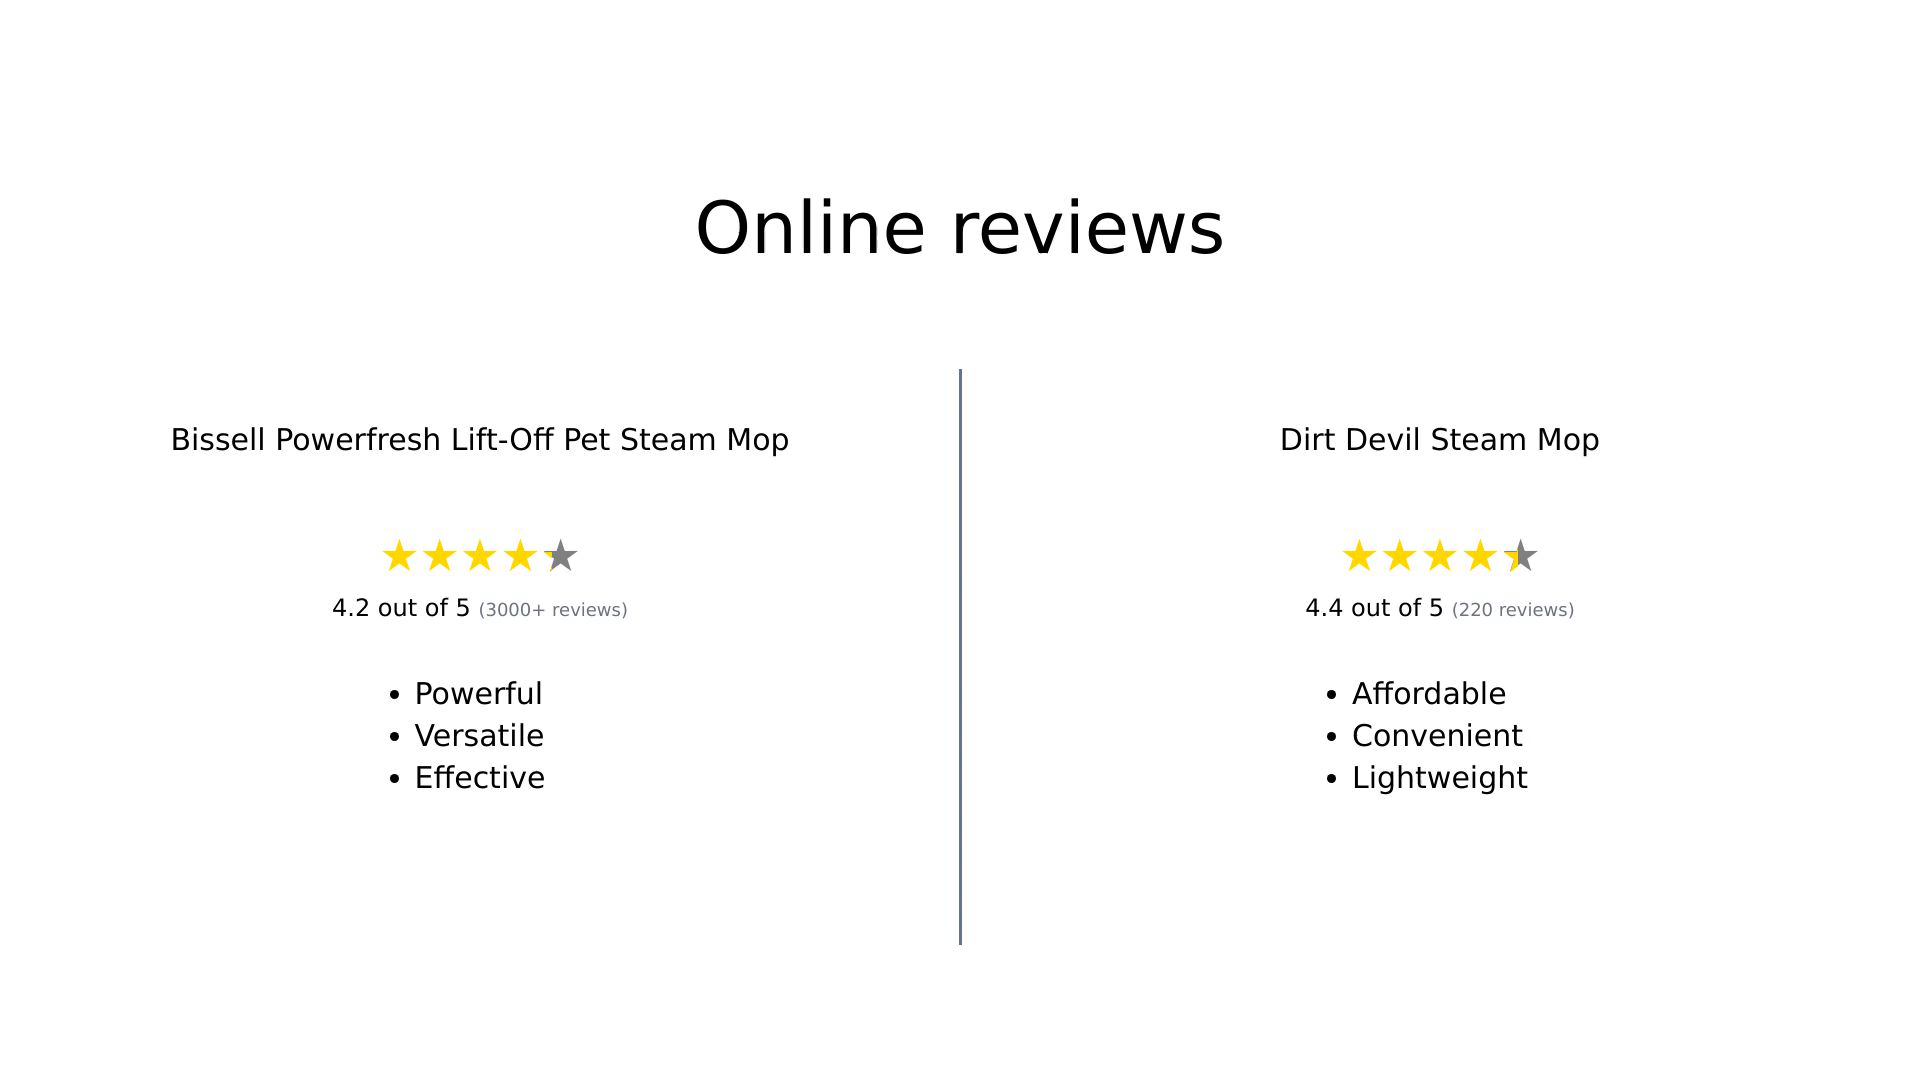 Online reviews
Bissell Powerfresh Lift-Off Pet Steam Mop
4.2 out of 5 (3000+ reviews)
• Powerful
• Versatile
• Effective
Dirt Devil Steam Mop
4.4 out of 5 (220 reviews)
• Affordable
• Convenient
• Lightweight